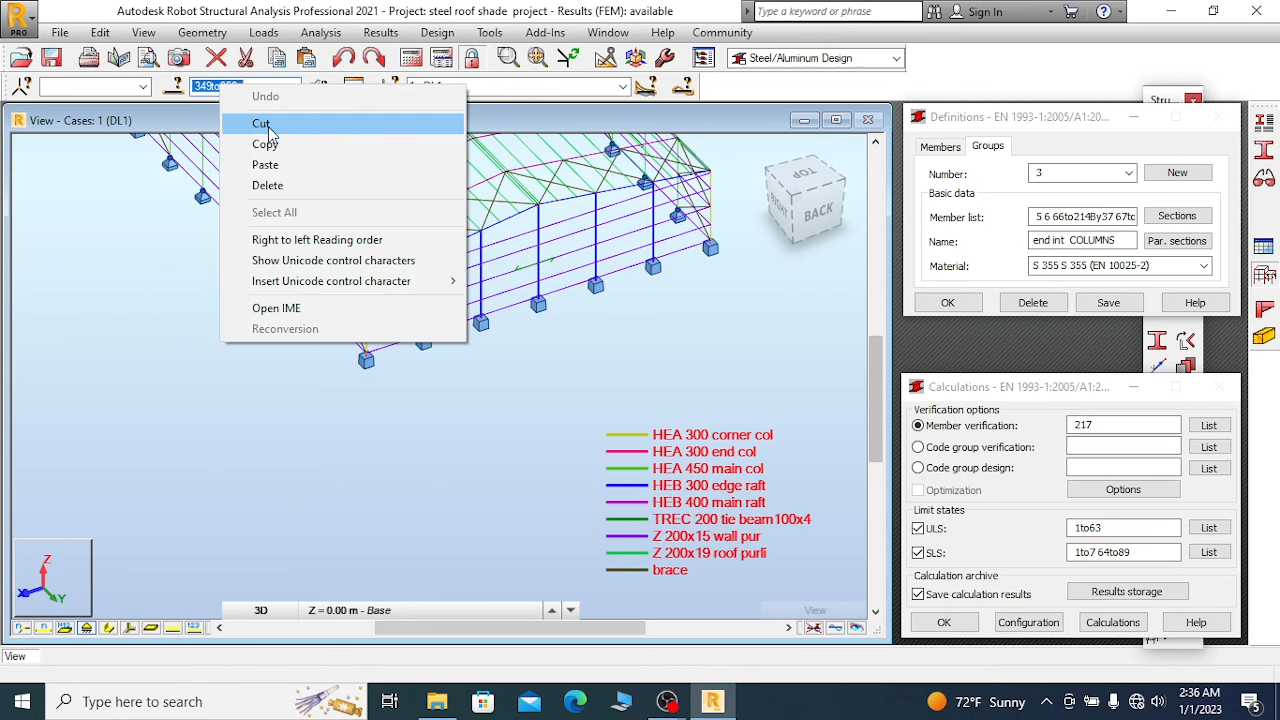 Autodesk Robot Structural Analysis Professional 2021 - Project: steel roof shade project - Results (FEM): available
Type a keyword or phrase
Sign In
PRO
File Edit View Geometry Loads Analysis Results Design Tools Add-Ins Window Help Community
Steel/Aluminum Design
View - Cases: 1 (DL1)
Undo
Cut
Copy
Paste
Delete
Select All
Right to left Reading order
Show Unicode control characters
Insert Unicode control character
Open IME
Reconversion
TOP
BACK
HEA 300 corner col
HEA 300 end col
HEA 450 main col
HEB 300 edge raft
HEB 400 main raft
TREC 200 tie beam100x4
Z 200x15 wall pur
Z 200x19 roof purli
brace
Z
X
Y
3D
Z = 0.00 m - Base
View
View
Stru...
Definitions - EN 1993-1:2005/A1:20...
Members Groups
Number: 3 New
Basic data
Member list: 5 6 66to214By37 67to Sections
Name: end int COLUMNS Par. sections
Material: S 355 S 355 (EN 10025-2)
OK Delete Save Help
Calculations - EN 1993-1:2005/A1:2...
Verification options
Member verification: 217 List
Code group verification: List
Code group design: List
Optimization Options
Limit states
ULS: 1to63 List
SLS: 1to7 64to89 List
Calculation archive
Save calculation results Results storage
OK Configuration Calculations Help
Type here to search
72°F Sunny
2:36 AM
1/1/2023
5
PRO